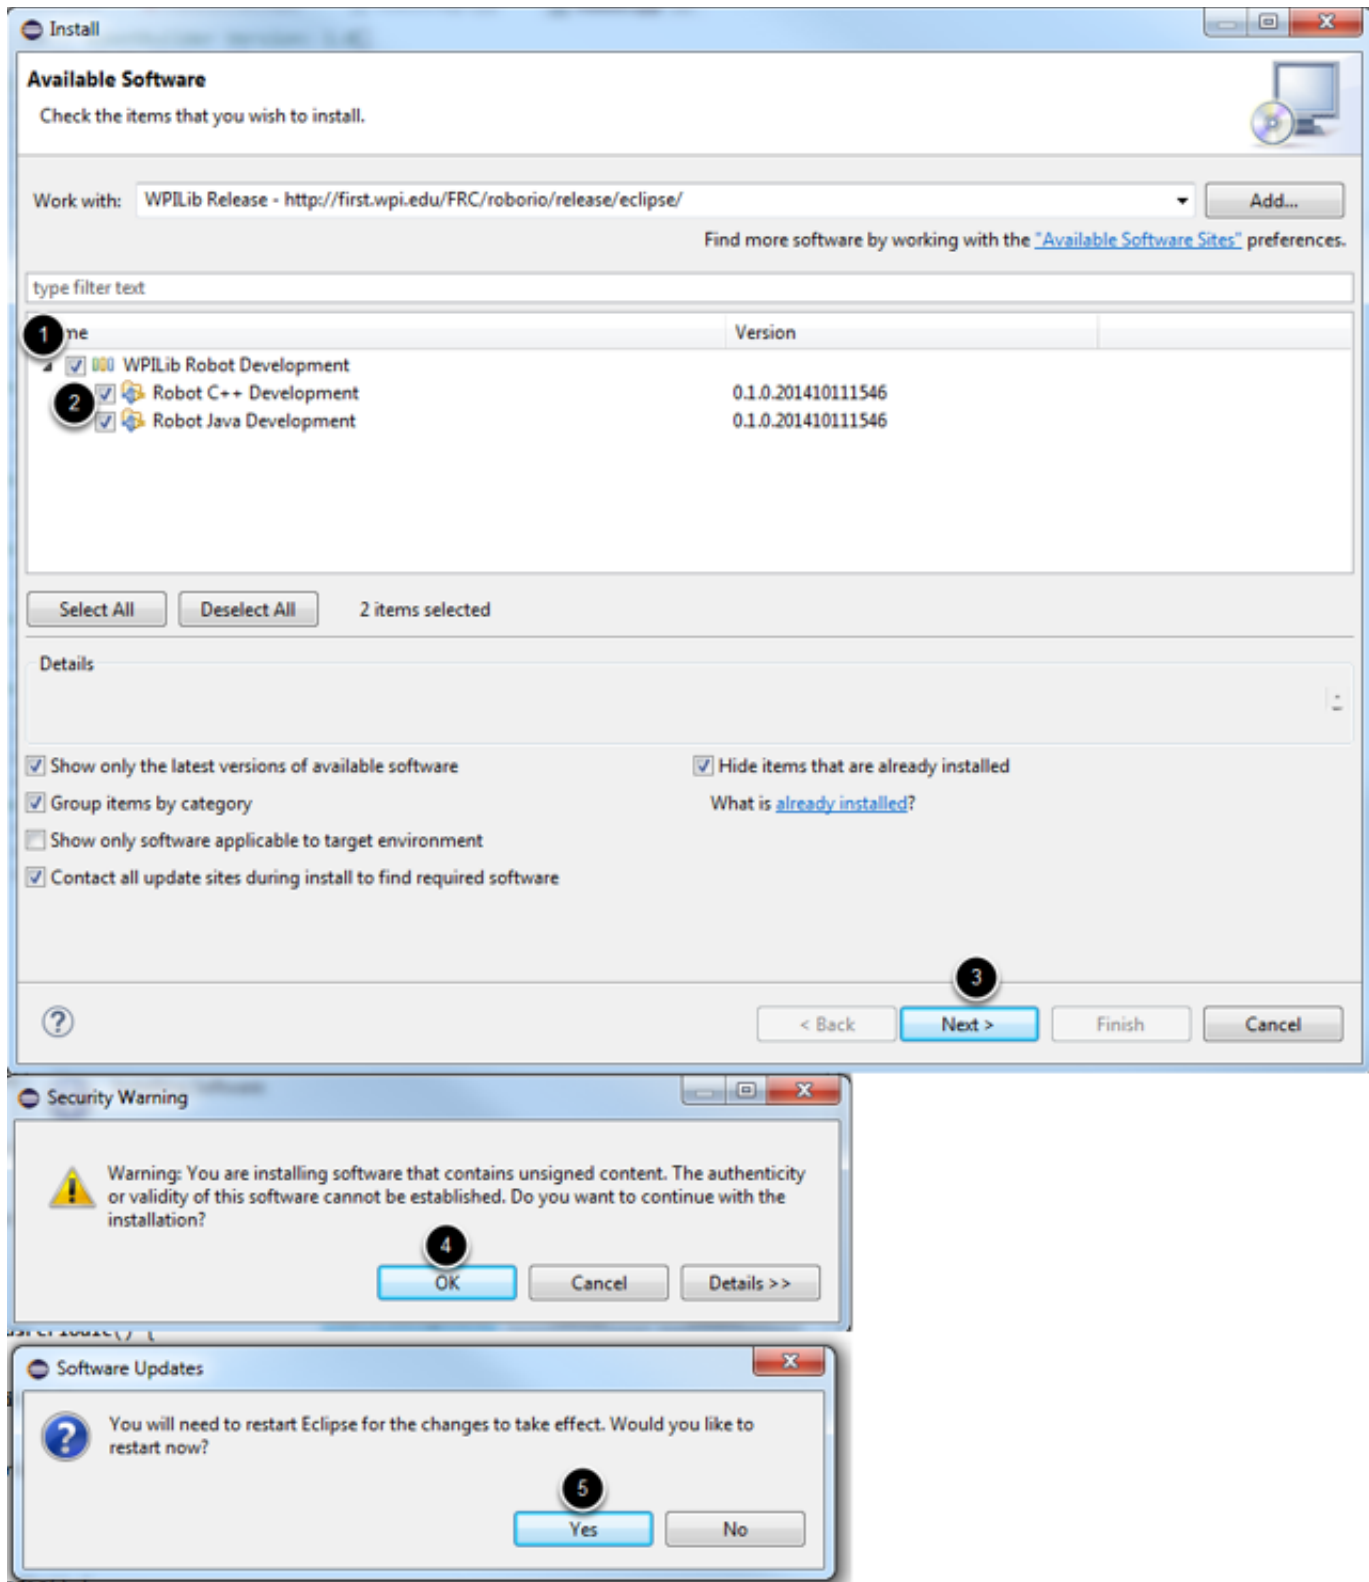 Install
Available Software
Check the items that you wish to install.
Work with: WPILib Release - http://first.wpi.edu/FRC/roborio/release/eclipse/ Add...
Find more software by working with the "Available Software Sites" preferences.
type filter text
1 me Version
WPILib Robot Development
2 Robot C++ Development 0.1.0.201410111546
Robot Java Development 0.1.0.201410111546
Select All Deselect All 2 items selected
Details
Show only the latest versions of available software Hide items that are already installed
Group items by category What is already installed?
Show only software applicable to target environment
Contact all update sites during install to find required software
3
? < Back Next > Finish Cancel
Security Warning
Warning: You are installing software that contains unsigned content. The authenticity
or validity of this software cannot be established. Do you want to continue with the
installation?
4
OK Cancel Details >>
Software Updates
You will need to restart Eclipse for the changes to take effect. Would you like to
restart now?
5
Yes No